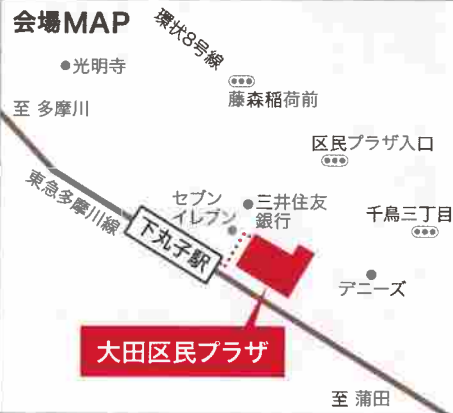 会場MAP
環状8号線
光明寺
藤森稲荷前
至 多摩川
区民プラザ入口
東急多摩川線
セブン
イレブン
三井住友
銀行
千鳥三丁目
下丸子駅
デニーズ
大田区民プラザ
至 蒲田